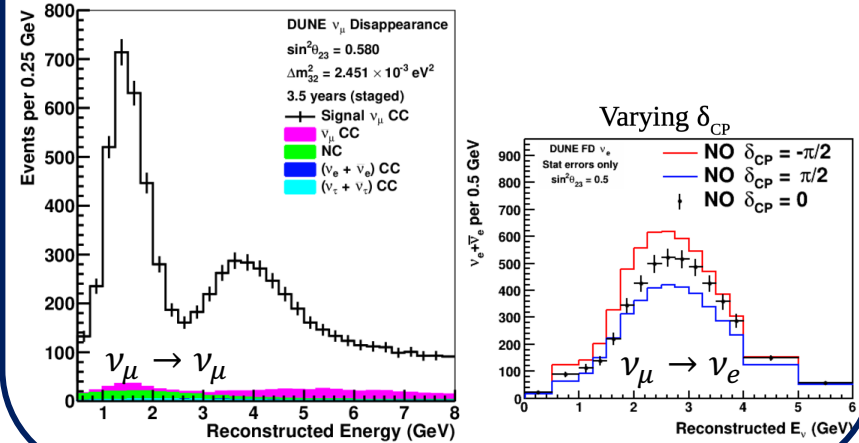 DUNE νμ Disappearance
sin²θ₂₃ = 0.580
Δm²₃₂ = 2.451 × 10⁻³ eV²
3.5 years (staged)
Signal νμ CC
ν̄μ CC
NC
(νe + ν̄e) CC
(ντ + ν̄τ) CC
Events per 0.25 GeV
800
700
600
500
400
300
200
100
0
νμ → νμ
1 2 3 4 5 6 7 8
Reconstructed Energy (GeV)
Varying δCP
DUNE FD νe
Stat errors only
sin²θ₂₃ = 0.5
NO δCP = -π/2
NO δCP = π/2
NO δCP = 0
νe+ν̄e per 0.5 GeV
900
800
700
600
500
400
300
200
100
0
νμ → νe
0 1 2 3 4 5 6
Reconstructed Eν (GeV)